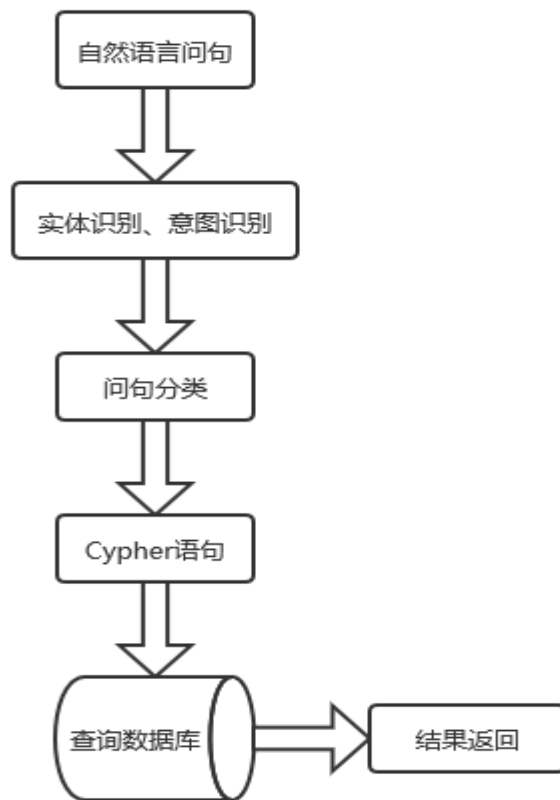 自然语言问句
实体识别、意图识别
问句分类
Cypher语句
查询数据库
结果返回